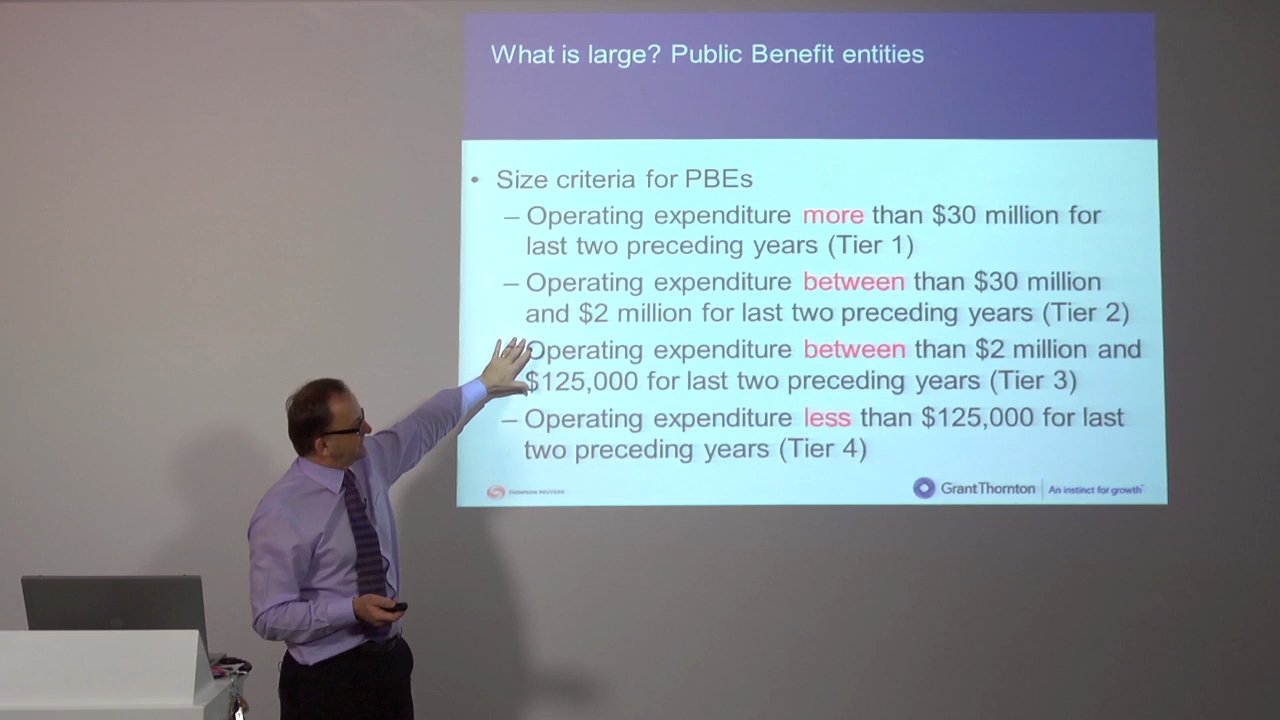 What is large? Public Benefit entities
• Size criteria for PBEs
– Operating expenditure more than $30 million for
last two preceding years (Tier 1)
– Operating expenditure between than $30 million
and $2 million for last two preceding years (Tier 2)
Operating expenditure between than $2 million and
$125,000 for last two preceding years (Tier 3)
– Operating expenditure less than $125,000 for last
two preceding years (Tier 4)
THOMSON REUTERS
Grant Thornton
An instinct for growth™